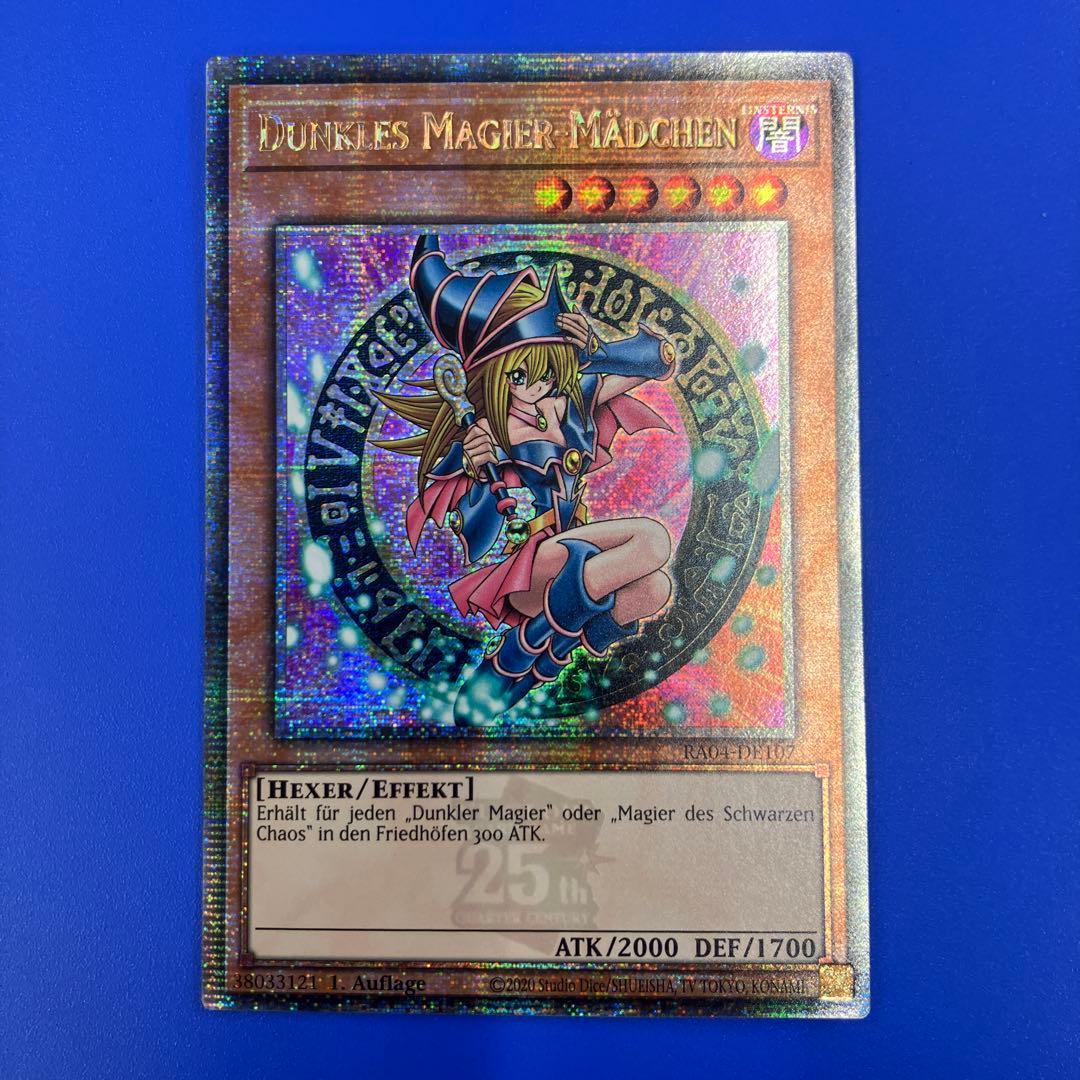 DUNKLES MAGIER-MÄDCHEN
FINSTERNIS
闇
RA04-DE107
[HEXER/EFFEKT]
Erhält für jeden „Dunkler Magier" oder „Magier des Schwarzen
Chaos" in den Friedhöfen 300 ATK.
25th
QUARTER CENTURY
ATK/2000 DEF/1700
38033121 1. Auflage
©2020 Studio Dice/SHUEISHA, TV TOKYO, KONAMI